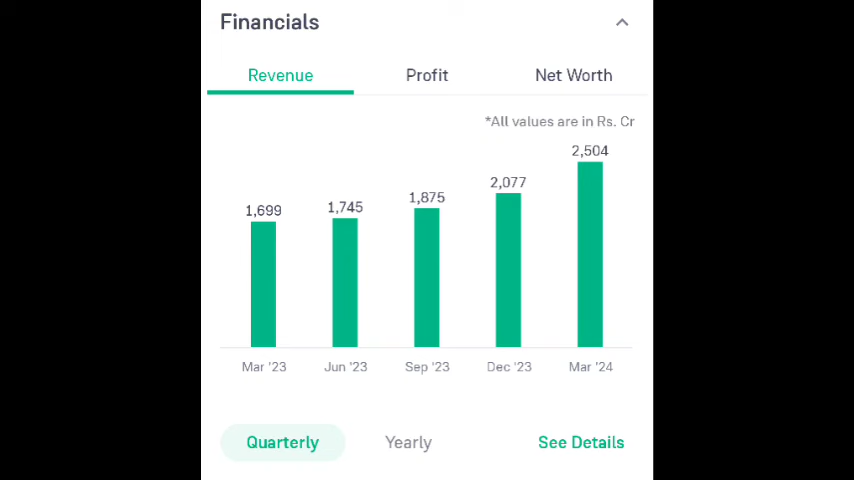 Financials
Revenue Profit Net Worth
*All values are in Rs. Cr
2,504
2,077
1,875
1,745
1,699
Mar '23 Jun '23 Sep '23 Dec '23 Mar '24
Quarterly Yearly See Details